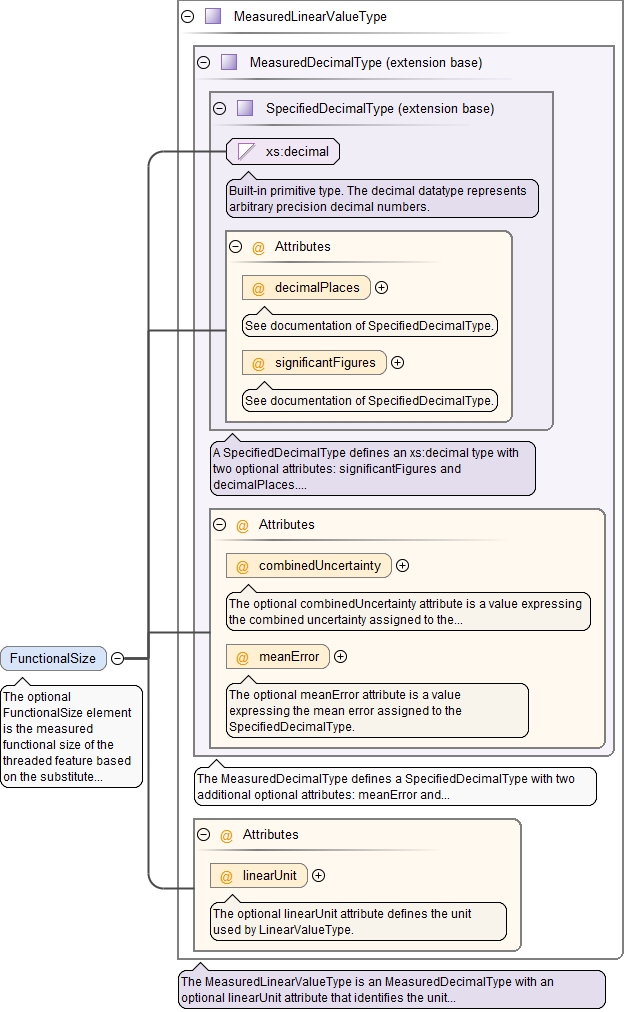 MeasuredLinearValueType
MeasuredDecimalType (extension base)
SpecifiedDecimalType (extension base)
xs:decimal
Built-in primitive type. The decimal datatype represents
arbitrary precision decimal numbers.
@ Attributes
@ decimalPlaces
See documentation of SpecifiedDecimalType.
@ significantFigures
See documentation of SpecifiedDecimalType.
A SpecifiedDecimalType defines an xs:decimal type with
two optional attributes: significantFigures and
decimalPlaces....
@ Attributes
@ combinedUncertainty
The optional combinedUncertainty attribute is a value expressing
the combined uncertainty assigned to the...
@ meanError
The optional meanError attribute is a value
expressing the mean error assigned to the
SpecifiedDecimalType.
FunctionalSize
The optional
FunctionalSize element
is the measured
functional size of the
threaded feature based
on the substitute...
The MeasuredDecimalType defines a SpecifiedDecimalType with two
additional optional attributes: meanError and...
@ Attributes
@ linearUnit
The optional linearUnit attribute defines the unit
used by LinearValueType.
The MeasuredLinearValueType is an MeasuredDecimalType with an
optional linearUnit attribute that identifies the unit...